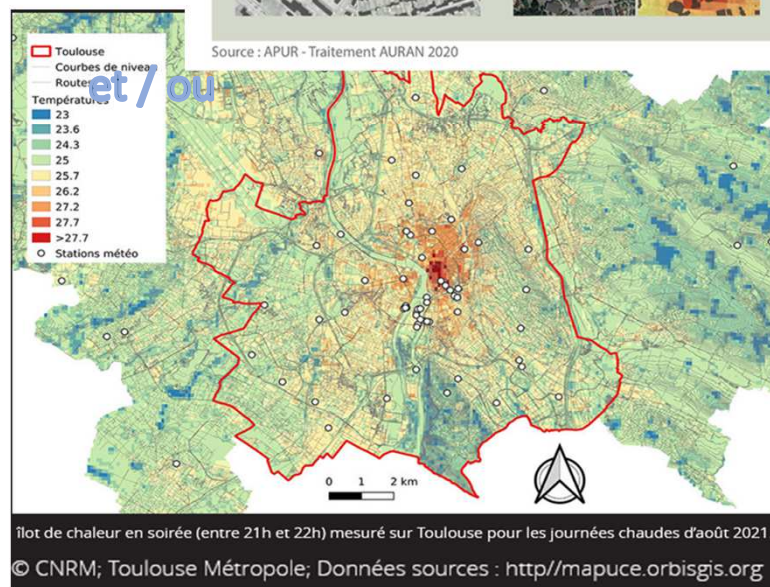 Source : APUR - Traitement AURAN 2020
Toulouse
Courbes de niveau
Routes
et / ou
Températures
23
23.6
24.3
25
25.7
26.2
27.2
27.7
>27.7
Stations météo
0 1 2 km
îlot de chaleur en soirée (entre 21h et 22h) mesuré sur Toulouse pour les journées chaudes d'août 2021
© CNRM; Toulouse Métropole; Données sources : http//mapuce.orbisgis.org